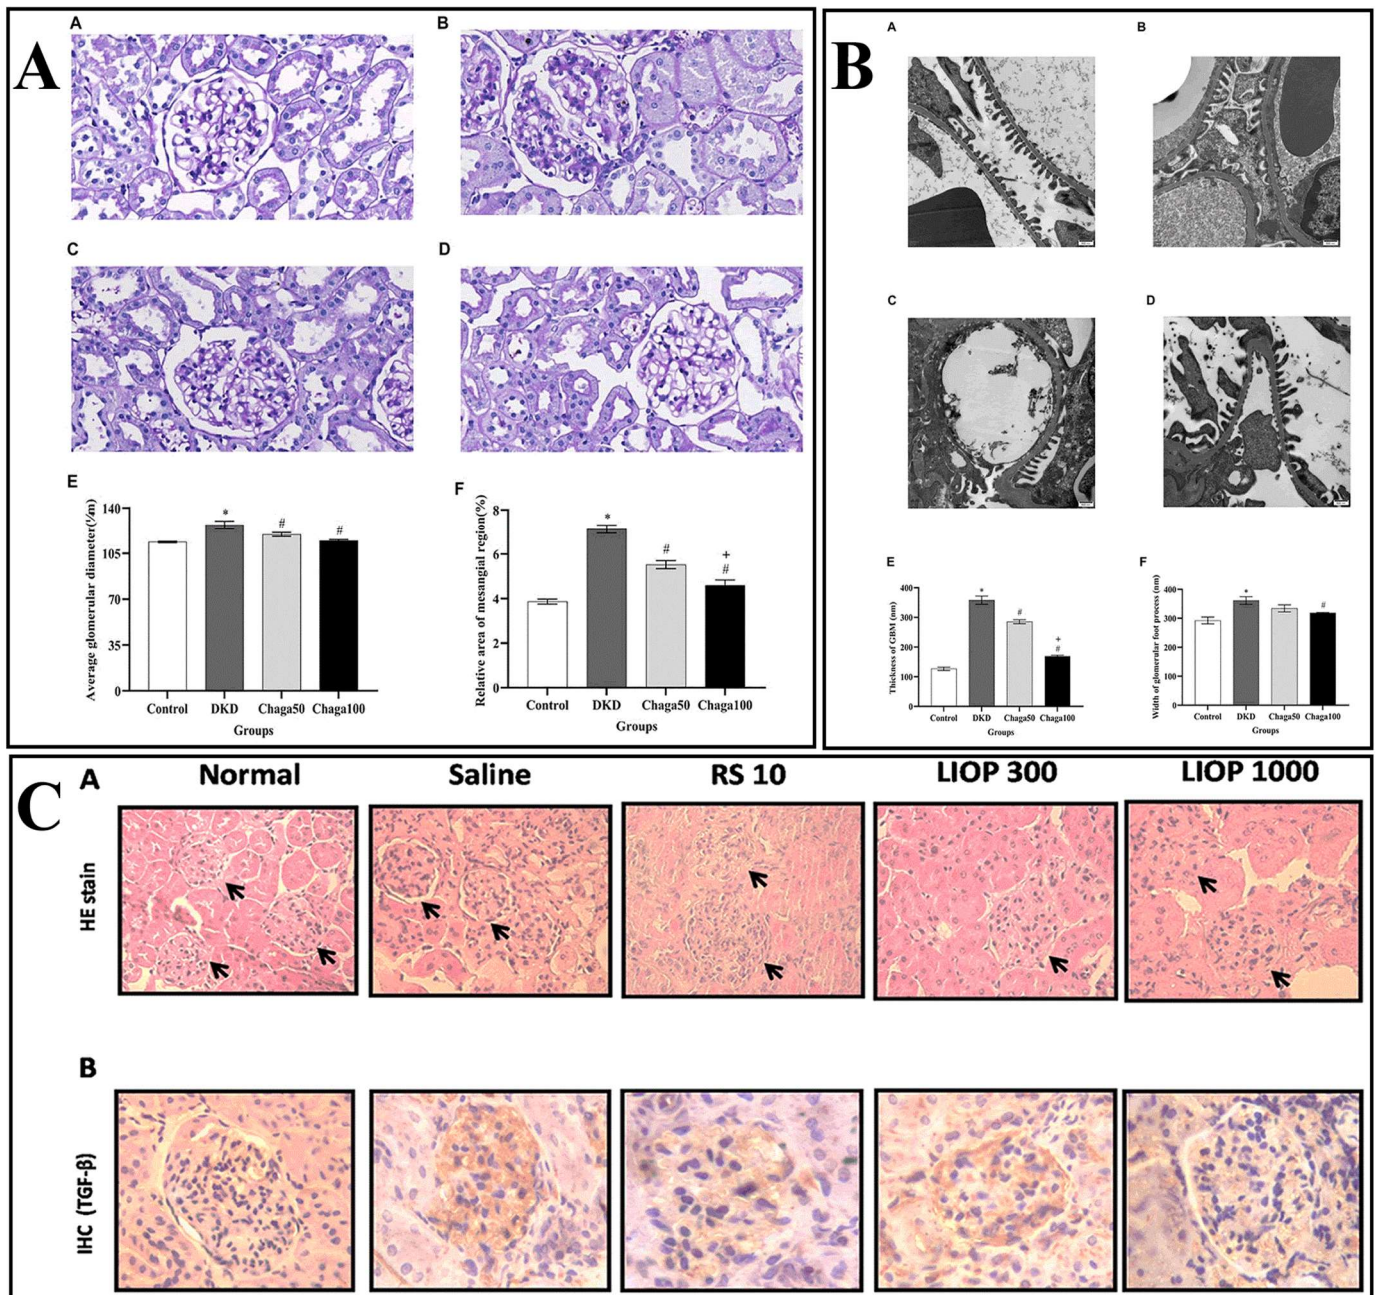 A
A
B
C
D
E
Average glomerular diameter(¹⁄m)
140
105
70
35
0
*
#
#
Control DKD Chaga50 Chaga100
Groups
F
Relative area of mesangial region(%)
8
6
4
2
0
*
#
+
#
Control DKD Chaga50 Chaga100
Groups
B
A
B
C
D
E
Thickness of GBM (nm)
400
300
200
100
0
*
#
+
#
Control DKD Chaga50 Chaga100
Groups
F
Width of glomerular foot process (nm)
400
300
200
100
0
*
#
Control DKD Chaga50 Chaga100
Groups
C
A
Normal Saline RS 10 LIOP 300 LIOP 1000
HE stain
B
IHC (TGF-β)